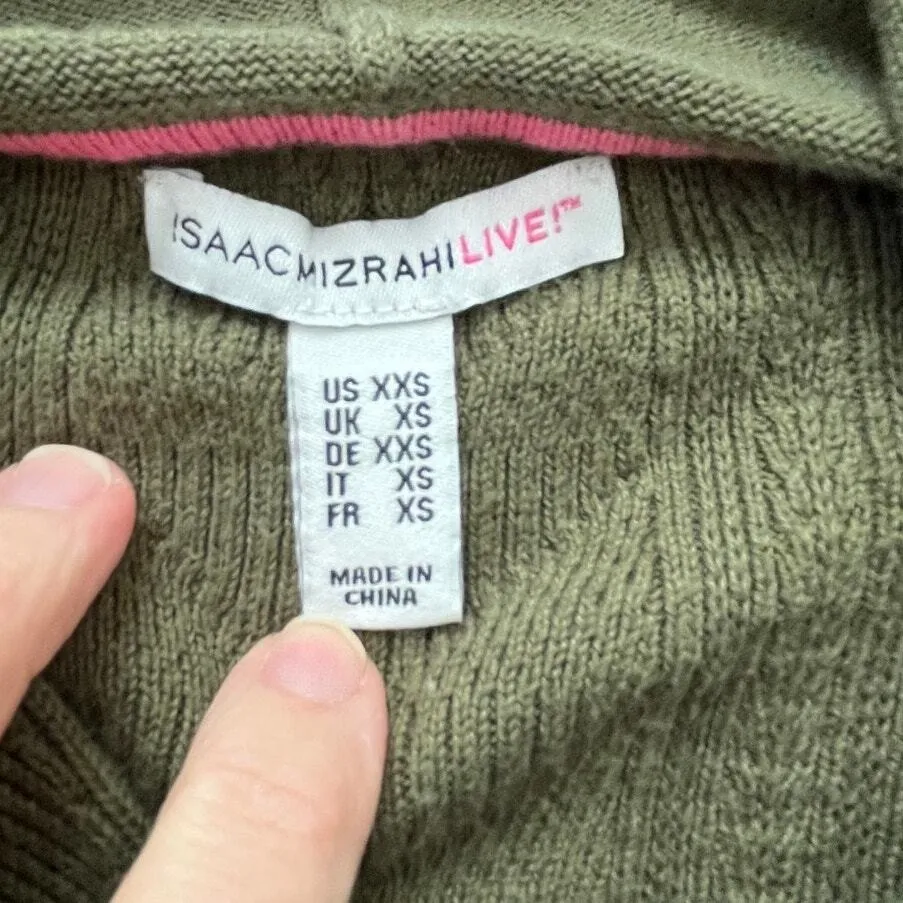 ISAACMIZRAHILIVE!™
US XXS
UK XS
DE XXS
IT XS
FR XS
MADE IN
CHINA